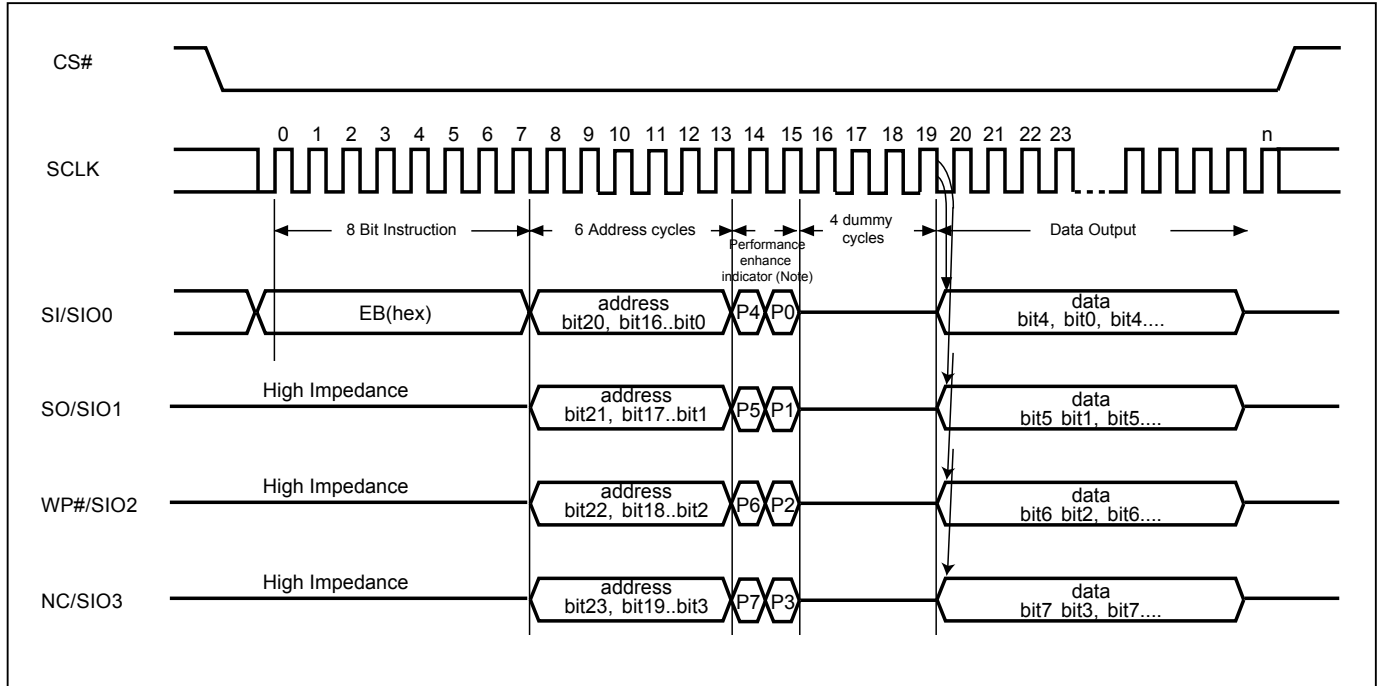 CS#
0 1 2 3 4 5 6 7 8 9 10 11 12 13 14 15 16 17 18 19 20 21 22 23 n
SCLK
8 Bit Instruction
6 Address cycles
Performance
enhance
indicator (Note)
4 dummy
cycles
Data Output
SI/SIO0
EB(hex)
address
bit20, bit16..bit0
P4 P0
data
bit4, bit0, bit4....
SO/SIO1
High Impedance
address
bit21, bit17..bit1
P5 P1
data
bit5 bit1, bit5....
WP#/SIO2
High Impedance
address
bit22, bit18..bit2
P6 P2
data
bit6 bit2, bit6....
NC/SIO3
High Impedance
address
bit23, bit19..bit3
P7 P3
data
bit7 bit3, bit7....